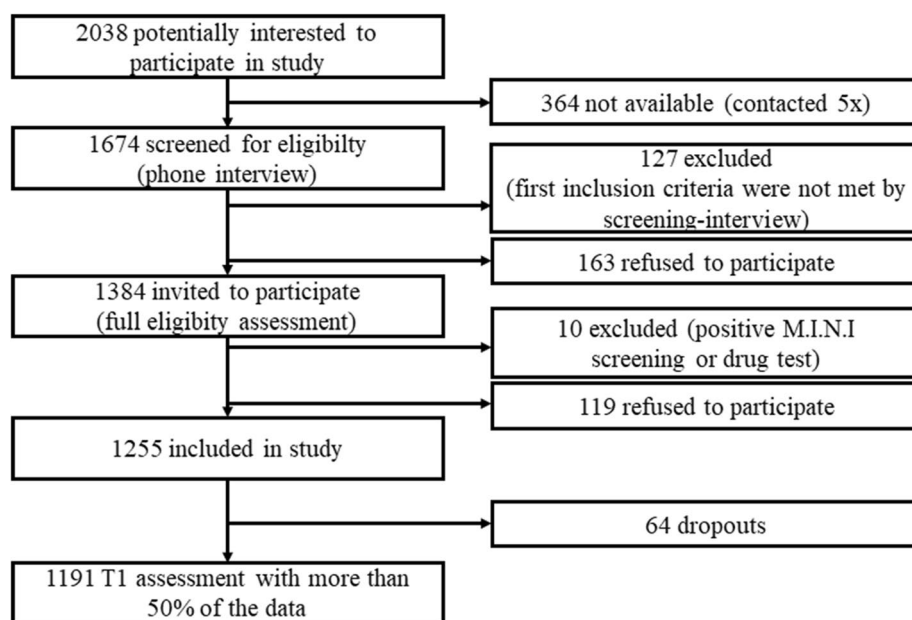 2038 potentially interested to
participate in study
364 not available (contacted 5x)
1674 screened for eligibilty
(phone interview)
127 excluded
(first inclusion criteria were not met by
screening-interview)
163 refused to participate
1384 invited to participate
(full eligibity assessment)
10 excluded (positive M.I.N.I
screening or drug test)
119 refused to participate
1255 included in study
64 dropouts
1191 T1 assessment with more than
50% of the data